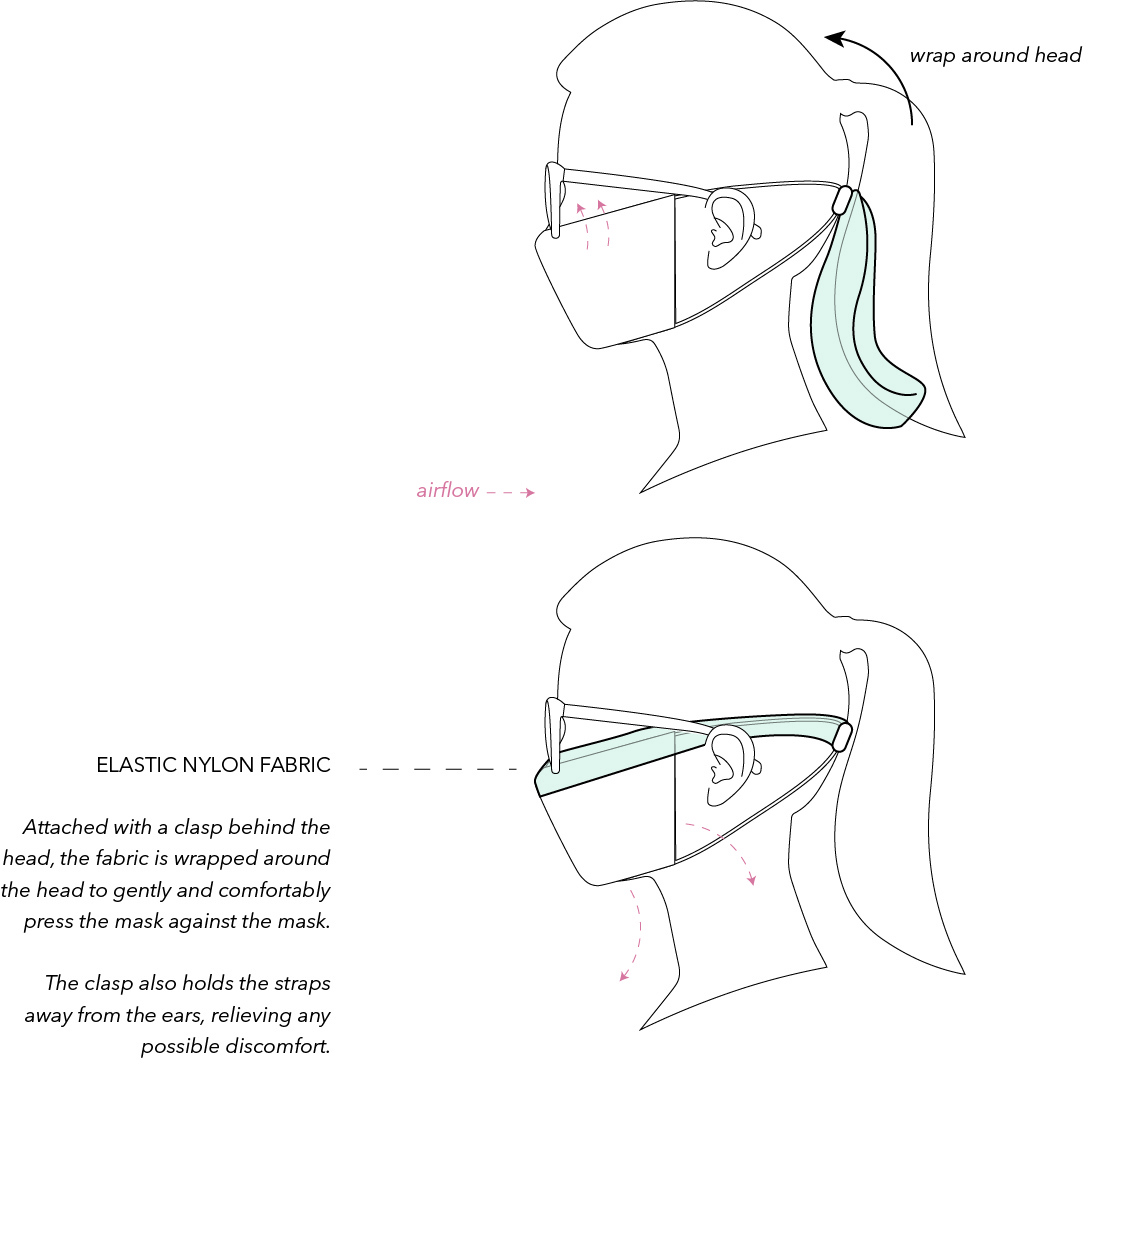 wrap around head
airflow
ELASTIC NYLON FABRIC
Attached with a clasp behind the
head, the fabric is wrapped around
the head to gently and comfortably
press the mask against the mask.
The clasp also holds the straps
away from the ears, relieving any
possible discomfort.